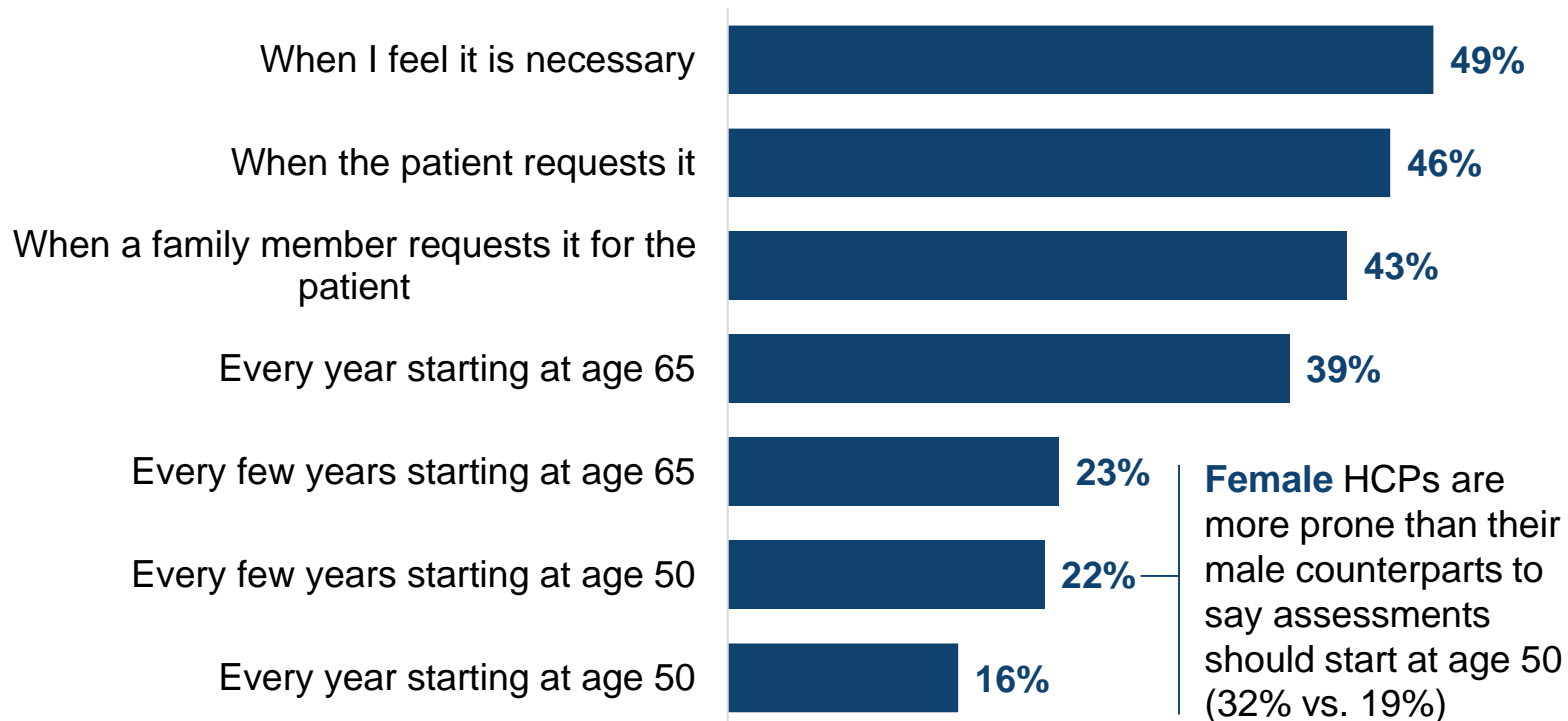 When I feel it is necessary
49%
When the patient requests it
46%
When a family member requests it for the
patient
43%
Every year starting at age 65
39%
Every few years starting at age 65
23%
Every few years starting at age 50
22%
Every year starting at age 50
16%
Female HCPs are
more prone than their
male counterparts to
say assessments
should start at age 50
(32% vs. 19%)